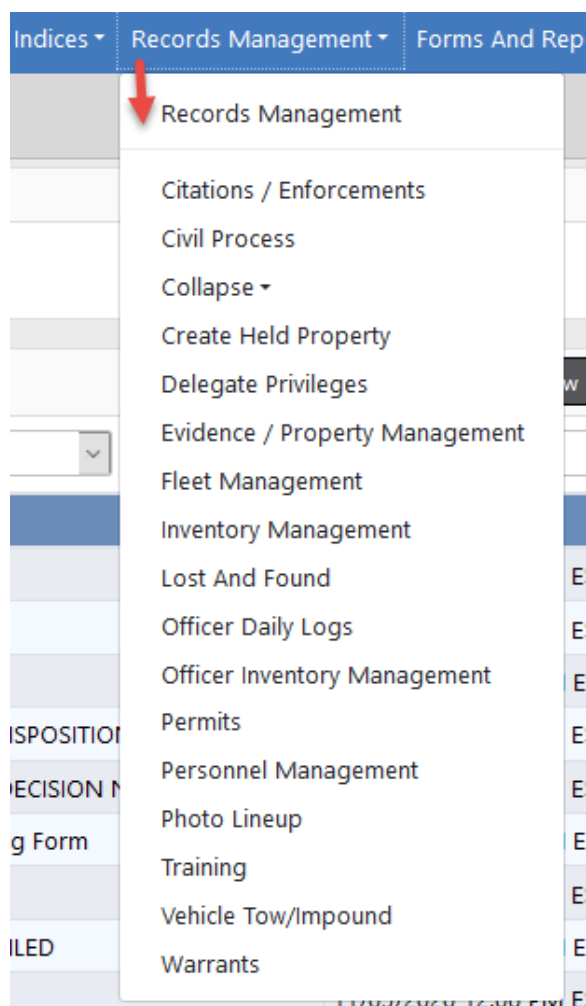 Indices Records Management Forms And Rep
Records Management
Citations / Enforcements
Civil Process
Collapse
Create Held Property
Delegate Privileges
w
Evidence / Property Management
Fleet Management
Inventory Management
Lost And Found
E
Officer Daily Logs
E
Officer Inventory Management
E
Permits
ISPOSITIO
E
Personnel Management
ECISION
E
Photo Lineup
g Form
E
Training
E
Vehicle Tow/Impound
ILED
E
Warrants